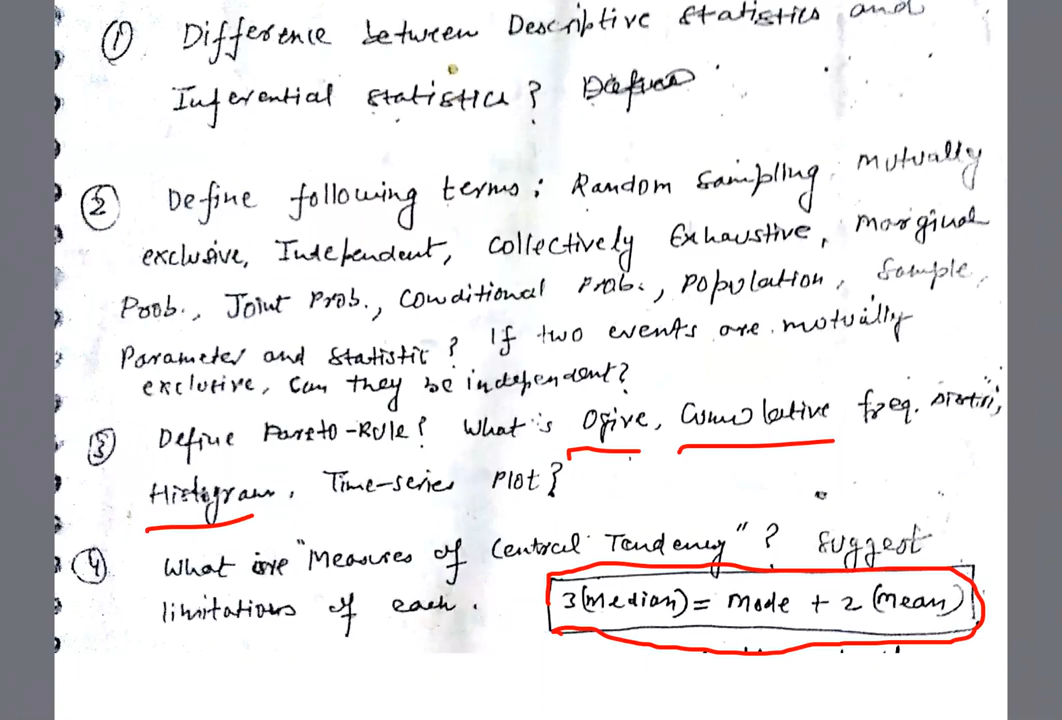 ① Difference between Descriptive Statistics and
Inferential Statistics?
② Define following terms: Random Sampling, mutually
exclusive, Independent, Collectively Exhaustive, marginal
Prob., Joint Prob., Conditional Prob., Population, Sample,
Parameter and Statistic? If two events are mutually
exclusive, Can they be independent?
③ Define Pareto-Rule? What is Ogive, Cumulative freq.
Histogram, Time-series Plot?
④ What are "Measures of Central Tendency"? Suggest
limitations of each.
3(Median) = Mode + 2(Mean)